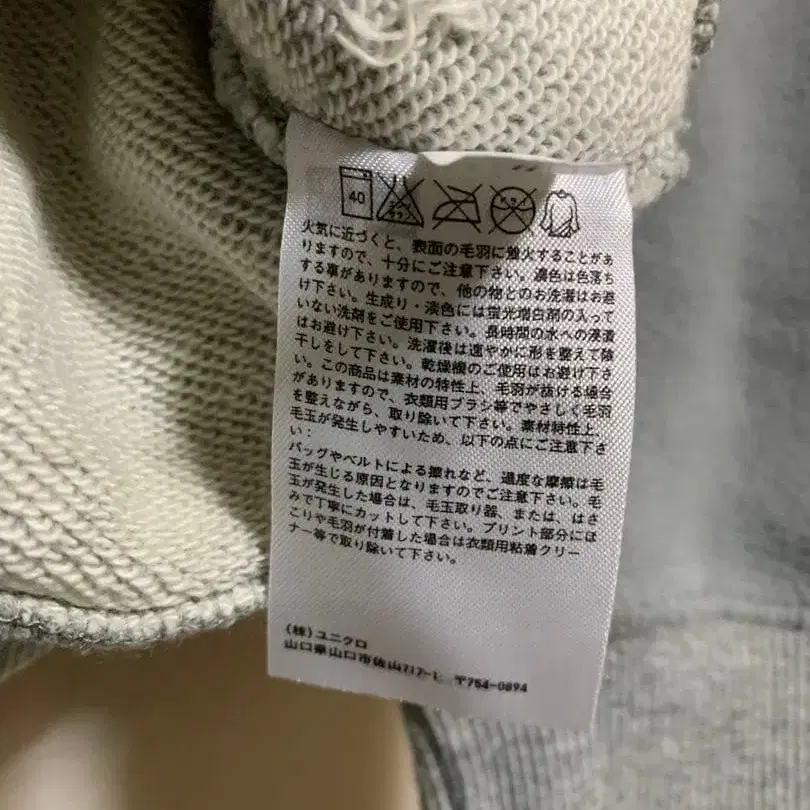 40
エンソ サラシ
ドライ
火気に近づくと、表面の毛羽に蛍火することがあ
りますので、十分にご注意下さい。濃色は色落ち
する事がありますので、他の物とのお洗濯はお避
け下さい。生成り・淡色には蛍光増白剤の入って
いない洗剤をご使用下さい。長時間の水への浸漬
はお避け下さい。洗濯後は速やかに形を整えて陰
干しをして下さい。乾燥機のご使用はお避け下さ
い。この商品は素材の特性上、毛羽が抜ける場合
がありますので、衣類用ブラシ等でやさしく毛羽
を整えながら、取り除いて下さい。素材特性上、
毛玉が発生しやすいため、以下の点にご注意下さ
い：
バッグやベルトによる擦れなど、過度な摩擦は毛
玉が生じる原因となりますのでご注意下さい。毛
玉が発生した場合は、毛玉取り器、または、はさ
みで丁寧にカットして下さい。プリント部分にほ
こりや毛羽が付着した場合は衣類用粘着クリー
ナー等で取り除いて下さい。
(株)ユニクロ
山口県山口市佐山717-1 〒754-0894